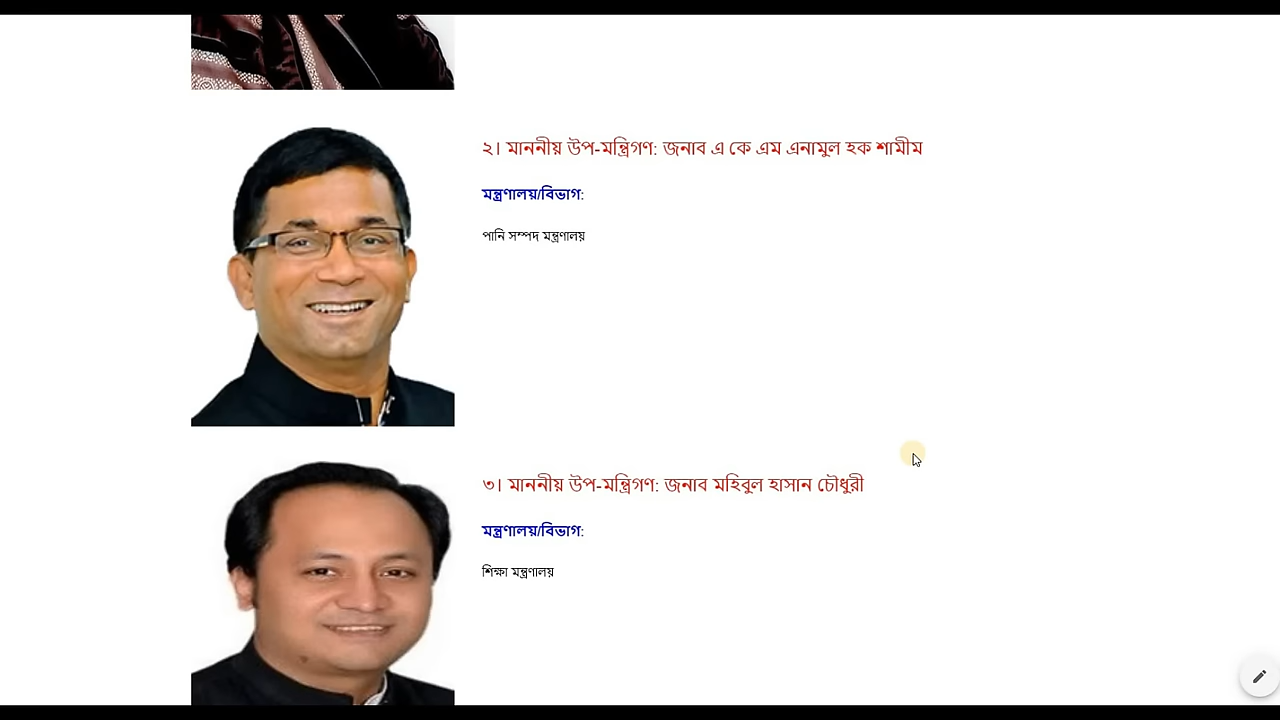 ২। মাননীয় উপ-মন্ত্রিগণ: জনাব এ কে এম এনামুল হক শামীম
মন্ত্রণালয়/বিভাগ:
পানি সম্পদ মন্ত্রণালয়
৩। মাননীয় উপ-মন্ত্রিগণ: জনাব মহিবুল হাসান চৌধুরী
মন্ত্রণালয়/বিভাগ:
শিক্ষা মন্ত্রণালয়